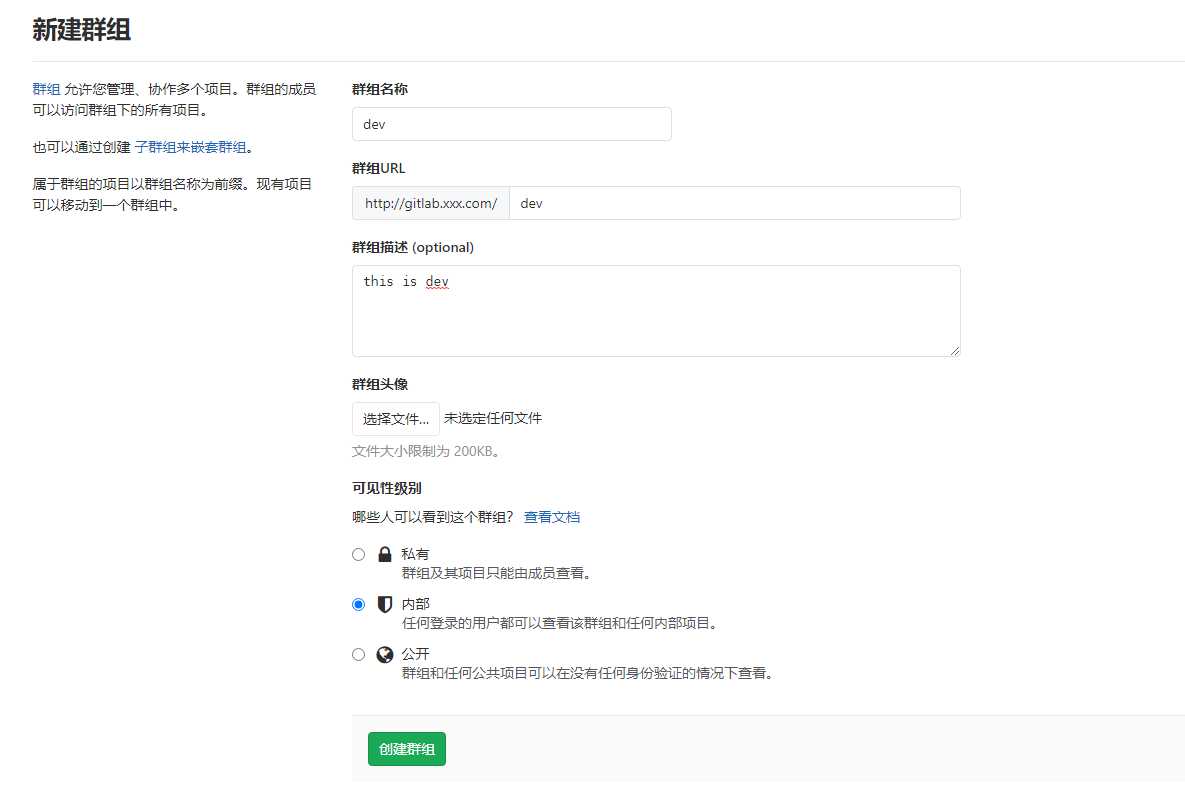 新建群组
群组 允许您管理、协作多个项目。群组的成员
可以访问群组下的所有项目。
也可以通过创建 子群组来嵌套群组。
属于群组的项目以群组名称为前缀。现有项目
可以移动到一个群组中。
群组名称
dev
群组URL
http://gitlab.xxx.com/ dev
群组描述 (optional)
this is dev
群组头像
选择文件... 未选定任何文件
文件大小限制为 200KB。
可见性级别
哪些人可以看到这个群组? 查看文档
私有
群组及其项目只能由成员查看。
内部
任何登录的用户都可以查看该群组和任何内部项目。
公开
群组和任何公共项目可以在没有任何身份验证的情况下查看。
创建群组